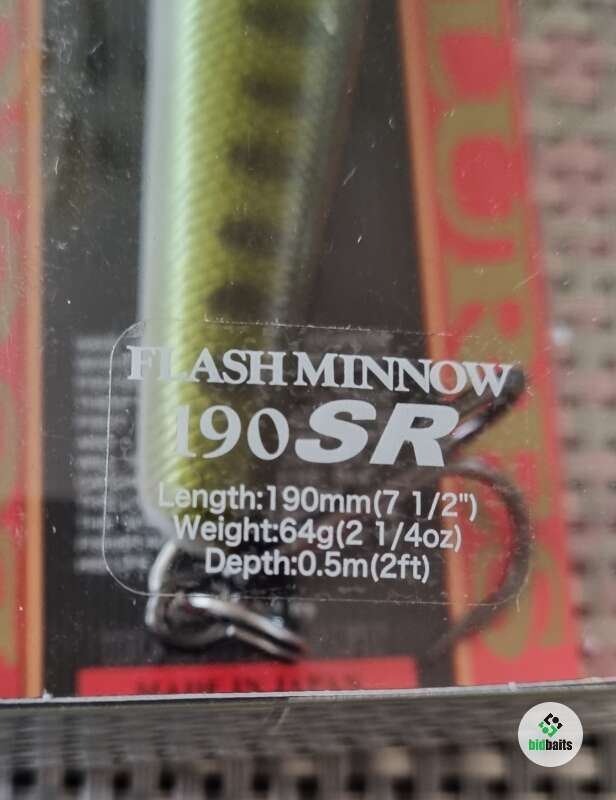 FLASH MINNOW
190SR
Length:190mm(7 1/2")
Weight:64g(2 1/4oz)
Depth:0.5m(2ft)
LURES
MADE IN JAPAN
bidbaits